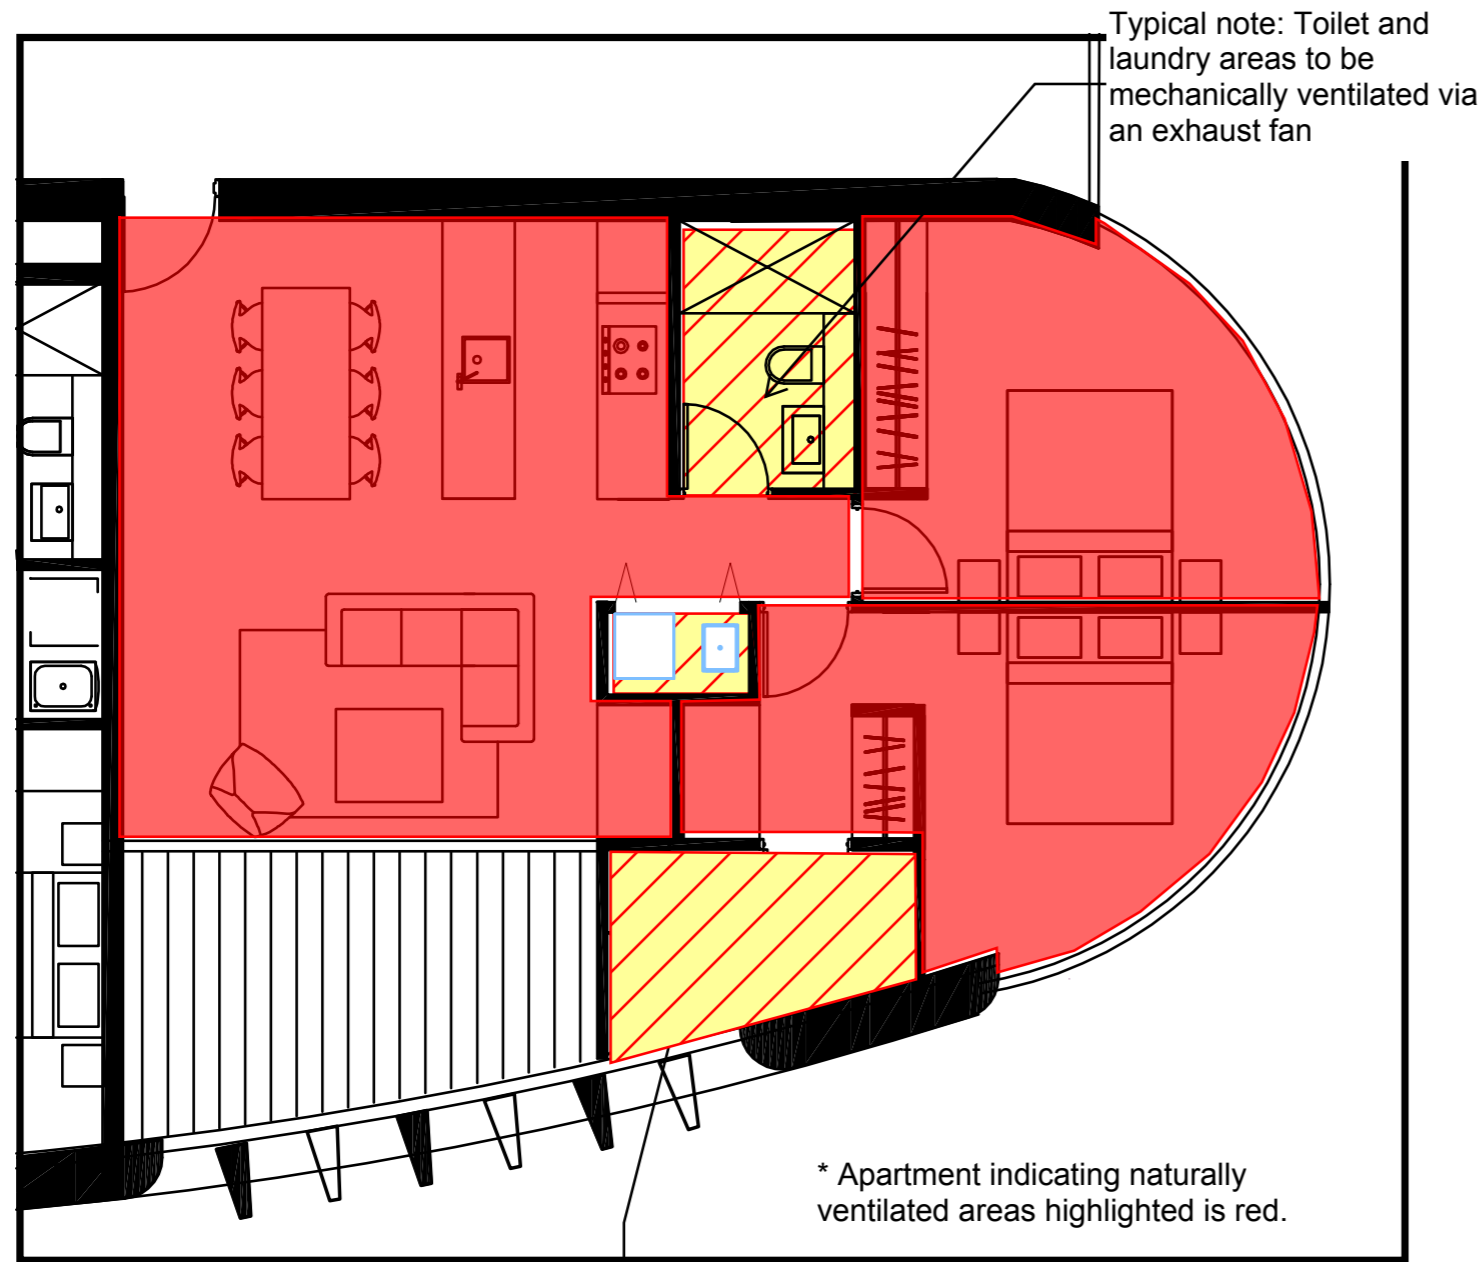 Typical note: Toilet and
laundry areas to be
mechanically ventilated via
an exhaust fan
* Apartment indicating naturally
ventilated areas highlighted is red.